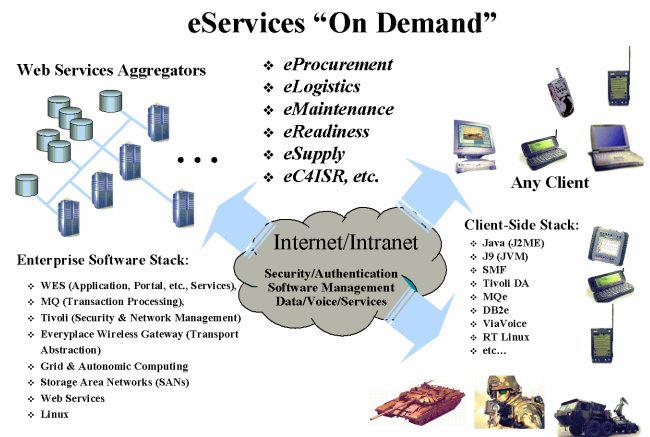 eServices “On Demand”
Web Services Aggregators
❖ eProcurement
❖ eLogistics
❖ eMaintenance
❖ eReadiness
❖ eSupply
❖ eC4ISR, etc.
...
Any Client
Internet/Intranet
Security/Authentication
Software Management
Data/Voice/Services
Enterprise Software Stack:
❖ WES (Application, Portal, etc., Services),
❖ MQ (Transaction Processing),
❖ Tivoli (Security & Network Management)
❖ Everyplace Wireless Gateway (Transport
Abstraction)
❖ Grid & Autonomic Computing
❖ Storage Area Networks (SANs)
❖ Web Services
❖ Linux
Client-Side Stack:
❖ Java (J2ME)
❖ J9 (JVM)
❖ SMF
❖ Tivoli DA
❖ MQe
❖ DB2e
❖ ViaVoice
❖ RT Linux
❖ etc…